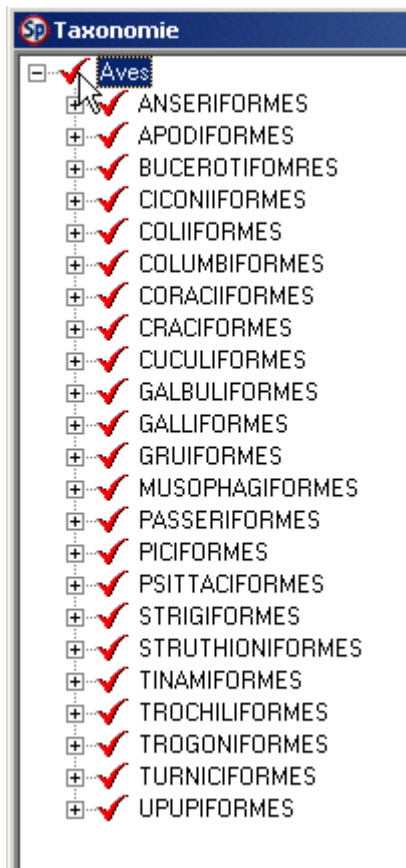 Sp Taxonomie
Aves
ANSERIFORMES
APODIFORMES
BUCEROTIFOMRES
CICONIIFORMES
COLIIFORMES
COLUMBIFORMES
CORACIIFORMES
CRACIFORMES
CUCULIFORMES
GALBULIFORMES
GALLIFORMES
GRUIFORMES
MUSOPHAGIFORMES
PASSERIFORMES
PICIFORMES
PSITTACIFORMES
STRIGIFORMES
STRUTHIONIFORMES
TINAMIFORMES
TROCHILIFORMES
TROGONIFORMES
TURNICIFORMES
UPUPIFORMES